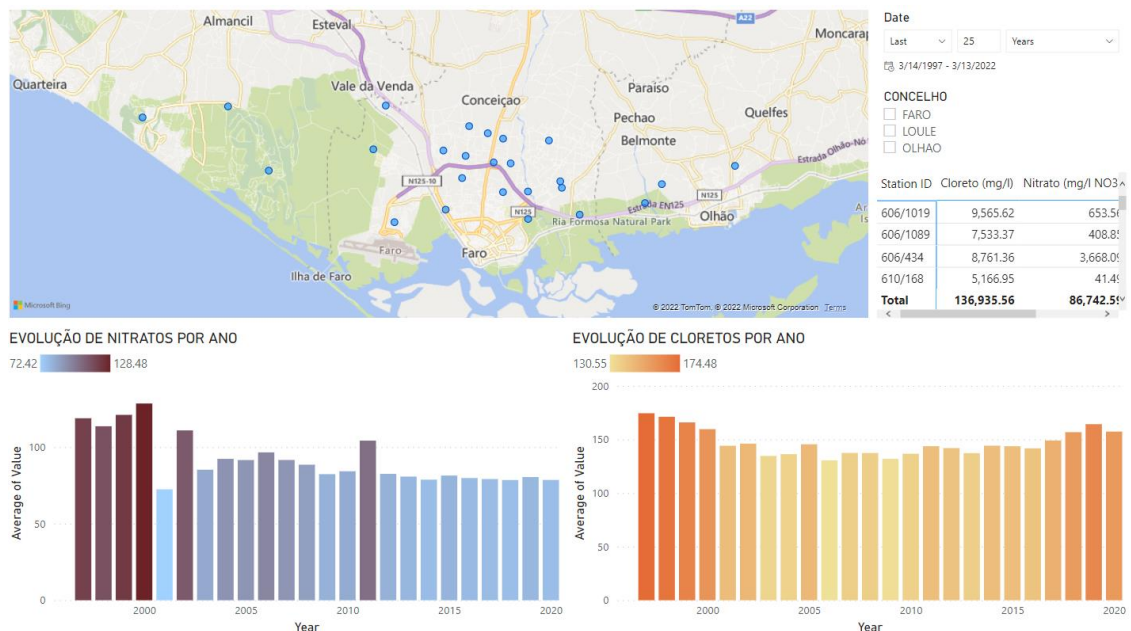 Almancil
Esteval
A22
Moncarap
Quarteira
Vale da Venda
Conceiçao
Paraiso
Pechao
Quelfes
Belmonte
Estrada Olhão-No
N125-10
N125
Estrada EN125
N125
Ria Formosa Natural Park
Olhão
Faro
Faro
Ilha de Faro
Microsoft Bing
© 2022 TomTom, © 2022 Microsoft Corporation Terms
Date
Last 25 Years
3/14/1997 - 3/13/2022
CONCELHO
FARO
LOULE
OLHAO
Station ID Cloreto (mg/l) Nitrato (mg/l NO3
606/1019 9,565.62 653.56
606/1089 7,533.37 408.85
606/434 8,761.36 3,668.09
610/168 5,166.95 41.49
Total 136,935.56 86,742.59
EVOLUÇÃO DE NITRATOS POR ANO
72.42 128.48
100
50
0
Average of Value
2000 2005 2010 2015 2020
Year
EVOLUÇÃO DE CLORETOS POR ANO
130.55 174.48
200
150
100
50
0
Average of Value
2000 2005 2010 2015 2020
Year